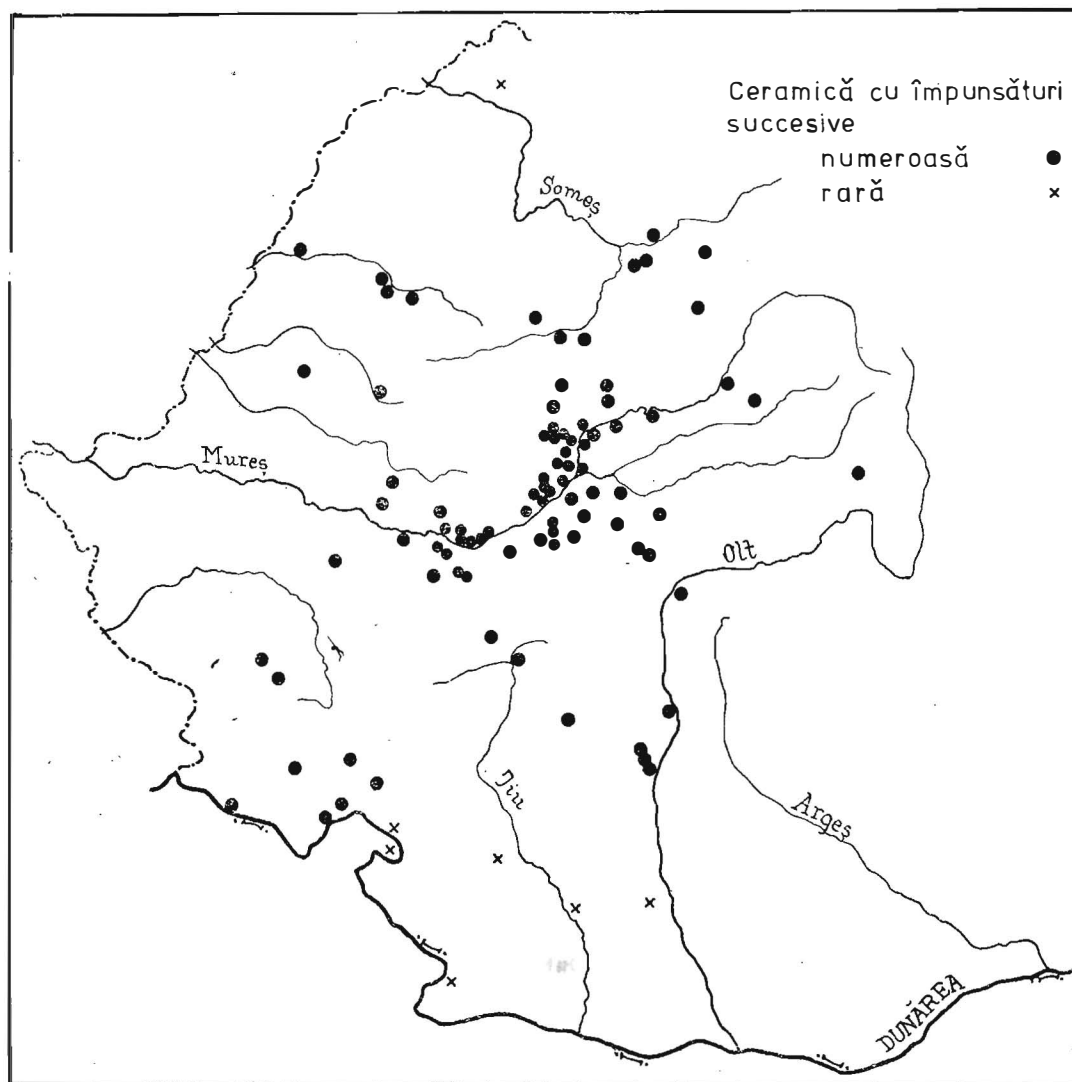 Ceramică cu împunsături
succesive
numeroasă
rară
Someș
Mureș
Olt
Jiu
Argeș
DUNĂREA